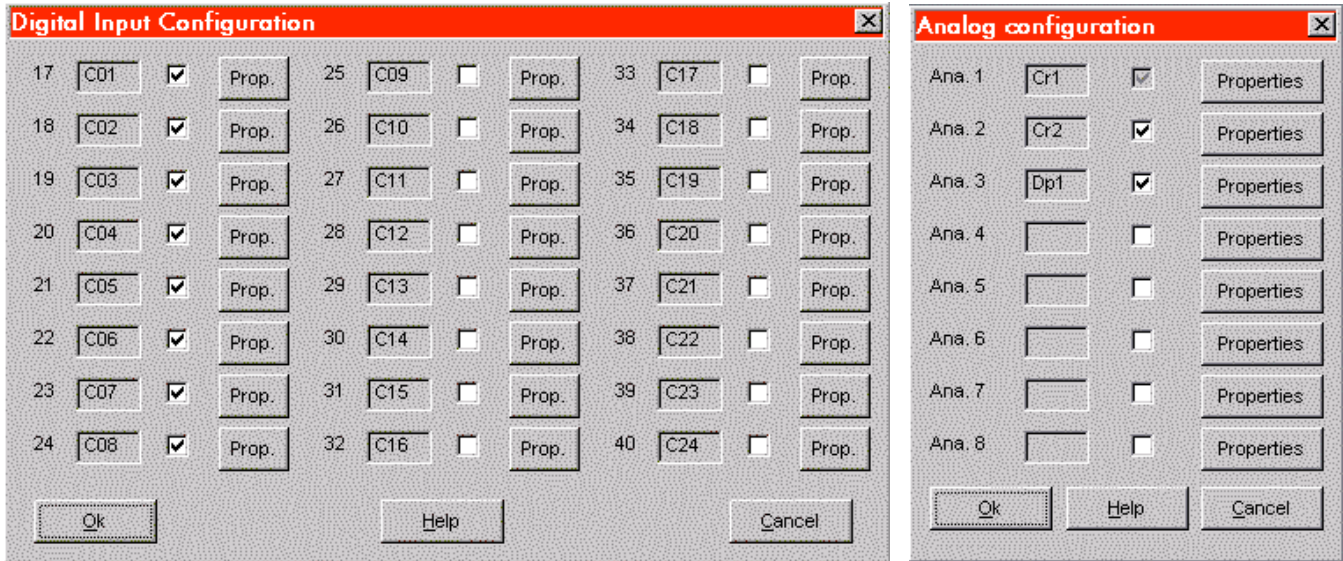 Digital Input Configuration
17 C01 Prop. 25 C09 Prop. 33 C17 Prop.
18 C02 Prop. 26 C10 Prop. 34 C18 Prop.
19 C03 Prop. 27 C11 Prop. 35 C19 Prop.
20 C04 Prop. 28 C12 Prop. 36 C20 Prop.
21 C05 Prop. 29 C13 Prop. 37 C21 Prop.
22 C06 Prop. 30 C14 Prop. 38 C22 Prop.
23 C07 Prop. 31 C15 Prop. 39 C23 Prop.
24 C08 Prop. 32 C16 Prop. 40 C24 Prop.
Ok Help Cancel
Analog configuration
Ana. 1 Cr1 Properties
Ana. 2 Cr2 Properties
Ana. 3 Dp1 Properties
Ana. 4 Properties
Ana. 5 Properties
Ana. 6 Properties
Ana. 7 Properties
Ana. 8 Properties
Ok Help Cancel